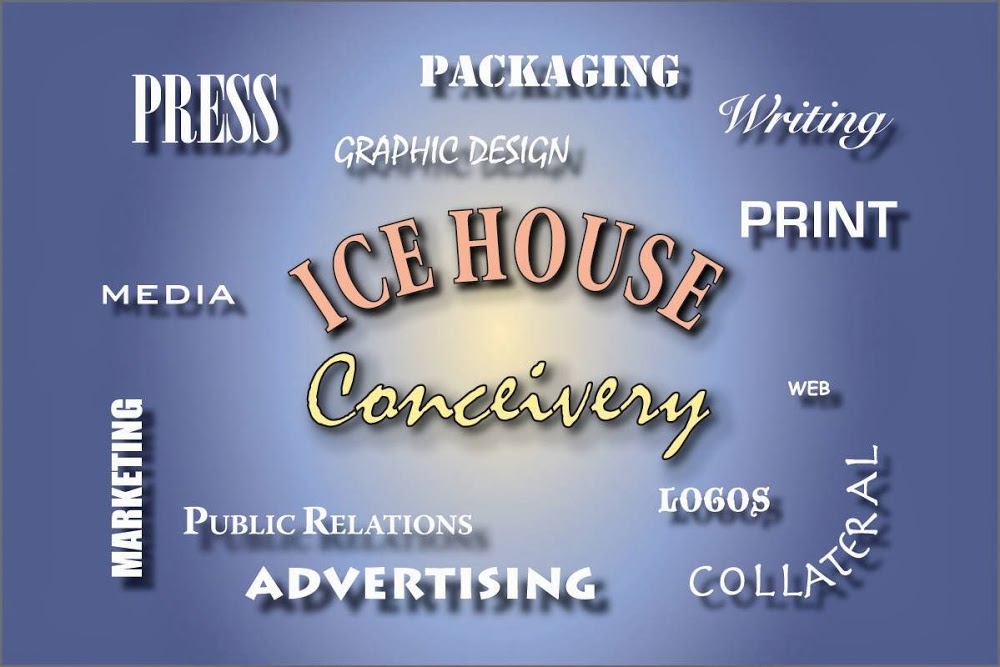 PRESS
PACKAGING
Writing
GRAPHIC DESIGN
PRINT
ICE HOUSE
MEDIA
Conceivery
WEB
MARKETING
LOGOS
PUBLIC RELATIONS
ADVERTISING
COLLATERAL